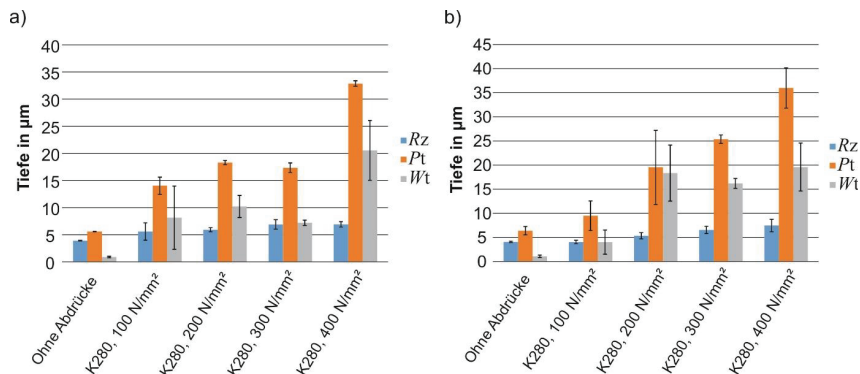 a)
40
35
30
25
20
15
10
5
0
Tiefe in µm
Rz
Pt
Wt
Ohne Abdrücke
K280, 100 N/mm²
K280, 200 N/mm²
K280, 300 N/mm²
K280, 400 N/mm²
b)
45
40
35
30
25
20
15
10
5
0
Tiefe in µm
Rz
Pt
Wt
Ohne Abdrücke
K280, 100 N/mm²
K280, 200 N/mm²
K280, 300 N/mm²
K280, 400 N/mm²